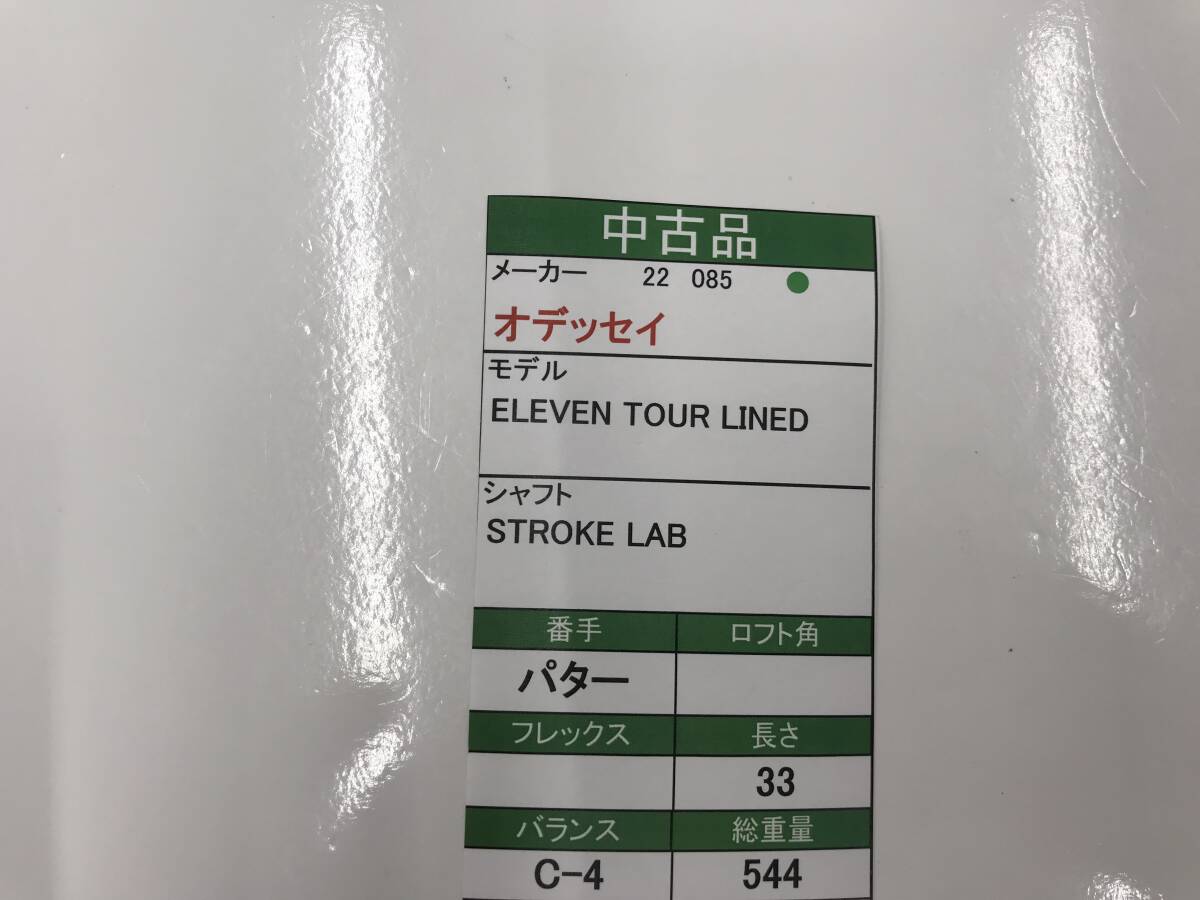 中古品
メーカー 22 085
オデッセイ
モデル
ELEVEN TOUR LINED
シャフト
STROKE LAB
番手 ロフト角
パター
フレックス 長さ
33
バランス 総重量
C-4 544